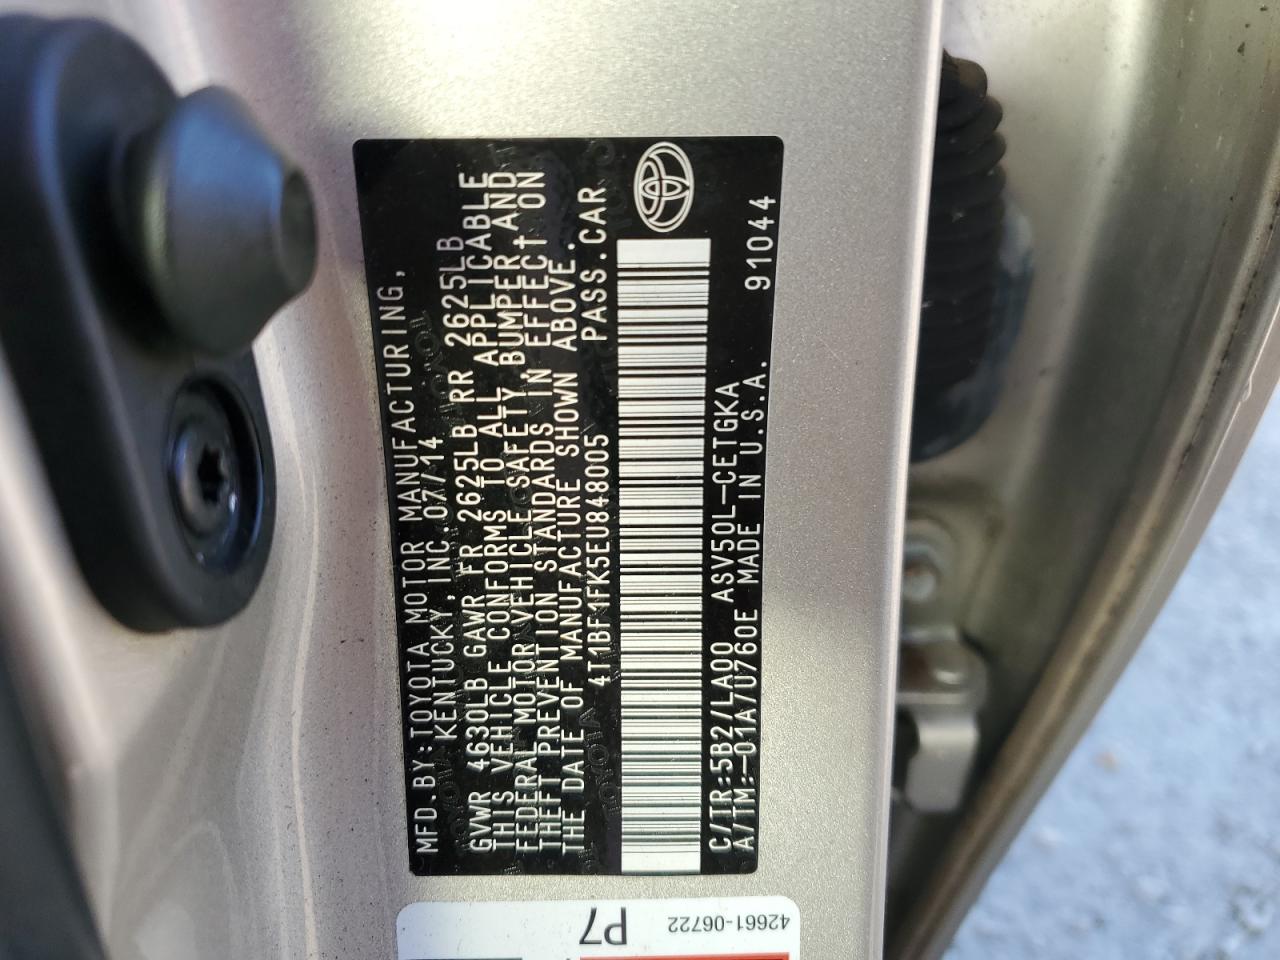 MFD.BY:TOYOTA MOTOR MANUFACTURING,
KENTUCKY, INC. 07/14
GVWR 4630LB GAWR FR 2625LB RR 2625LB
THIS VEHICLE CONFORMS TO ALL APPLICABLE
FEDERAL MOTOR VEHICLE SAFETY, BUMPER, AND
THEFT PREVENTION STANDARDS IN EFFECT ON
THE DATE OF MANUFACTURE SHOWN ABOVE.
4T1BF1FK5EU848005 PASS.CAR
C/TR:5B2/LA00 ASV50L-CETGKA
A/TM:-01A/U760E MADE IN U.S.A. 91044
P7
42661-06722